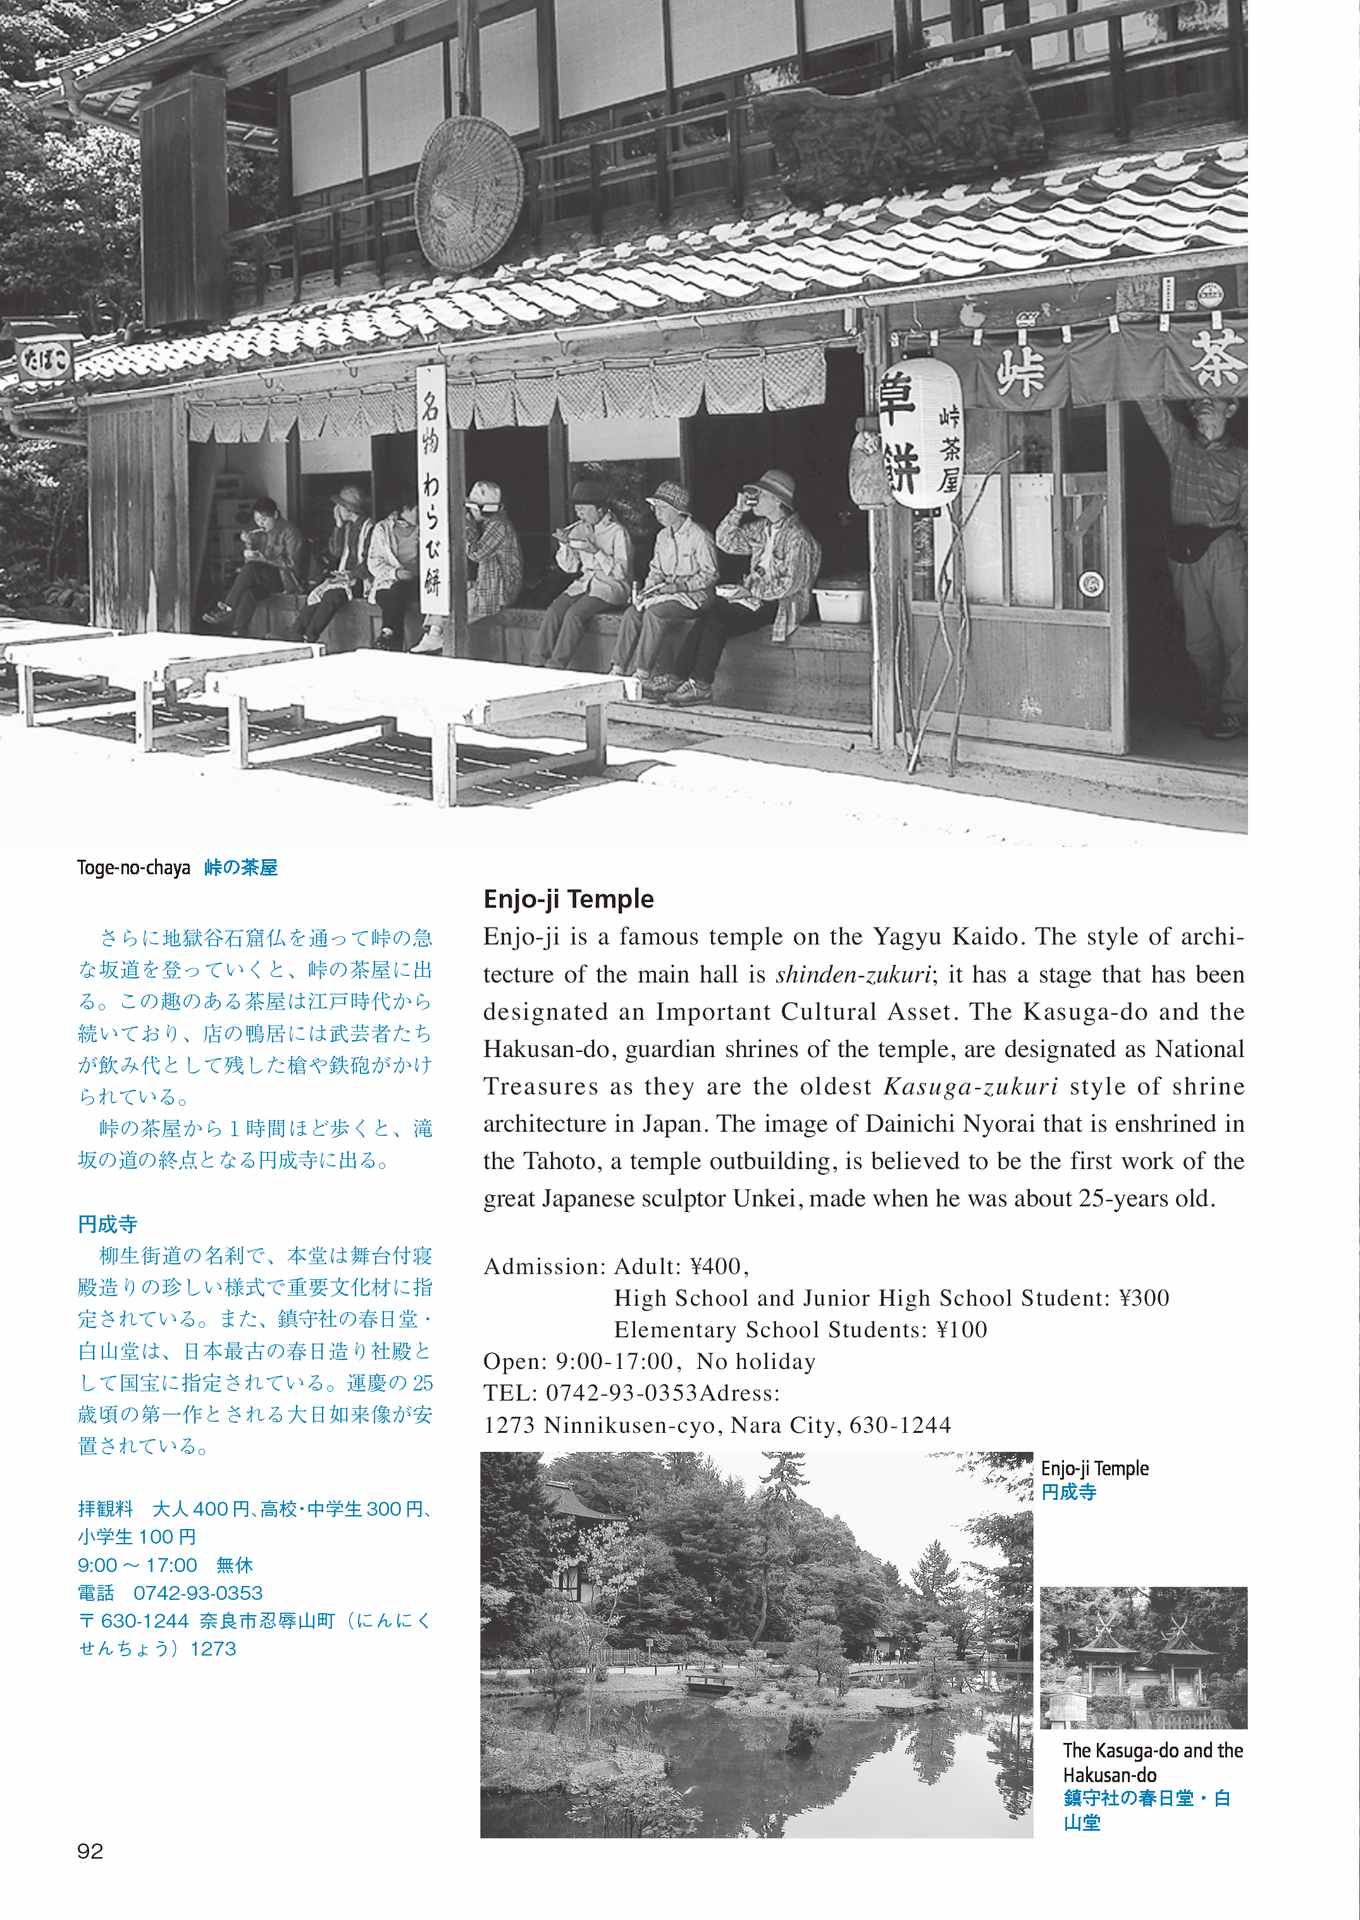 たばこ
名物わらび餅
草餅
峠茶屋
峠
茶
Toge-no-chaya 峠の茶屋
さらに地獄谷石窟仏を通って峠の急
な坂道を登っていくと、峠の茶屋に出
る。この趣のある茶屋は江戸時代から
続いており、店の鴨居には武芸者たち
が飲み代として残した槍や鉄砲がかけ
られている。
峠の茶屋から１時間ほど歩くと、滝
坂の道の終点となる円成寺に出る。
円成寺
柳生街道の名刹で、本堂は舞台付寝
殿造りの珍しい様式で重要文化材に指
定されている。また、鎮守社の春日堂・
白山堂は、日本最古の春日造り社殿と
して国宝に指定されている。運慶の 25
歳頃の第一作とされる大日如来像が安
置されている。
拝観料　大人 400 円、高校・中学生 300 円、
小学生 100 円
9:00 〜 17:00　無休
電話　0742-93-0353
〒 630-1244 奈良市忍辱山町（にんにく
せんちょう）1273
Enjo-ji Temple
Enjo-ji is a famous temple on the Yagyu Kaido. The style of archi-
tecture of the main hall is shinden-zukuri; it has a stage that has been
designated an Important Cultural Asset. The Kasuga-do and the
Hakusan-do, guardian shrines of the temple, are designated as National
Treasures as they are the oldest Kasuga-zukuri style of shrine
architecture in Japan. The image of Dainichi Nyorai that is enshrined in
the Tahoto, a temple outbuilding, is believed to be the first work of the
great Japanese sculptor Unkei, made when he was about 25-years old.
Admission: Adult: ¥400,
High School and Junior High School Student: ¥300
Elementary School Students: ¥100
Open: 9:00-17:00, No holiday
TEL: 0742-93-0353Adress:
1273 Ninnikusen-cyo, Nara City, 630-1244
Enjo-ji Temple
円成寺
The Kasuga-do and the
Hakusan-do
鎮守社の春日堂・白
山堂
92